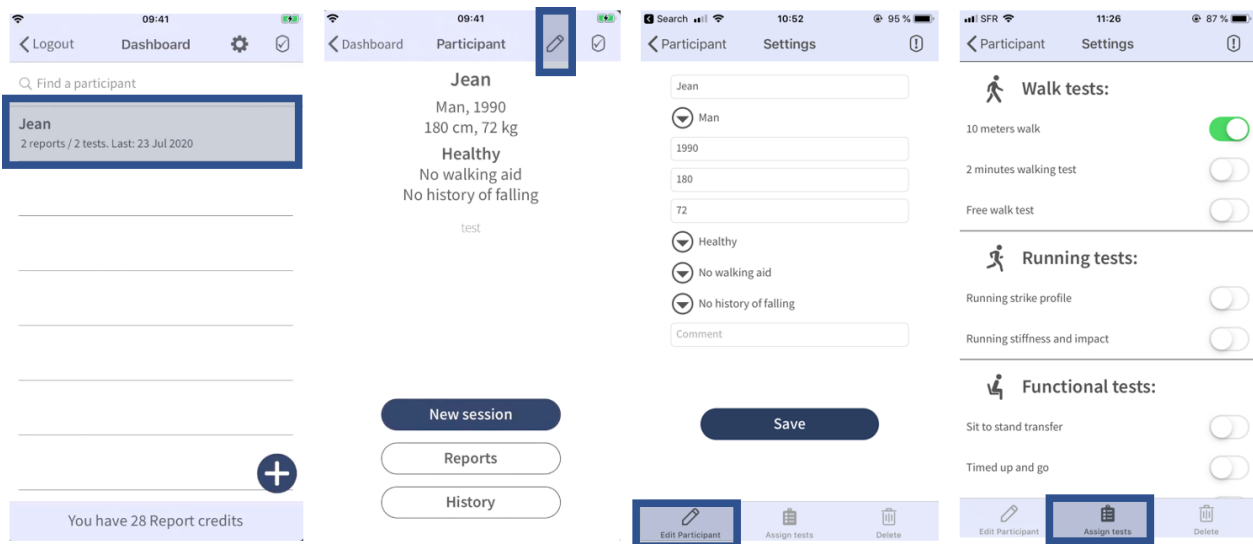 09:41
Logout
Dashboard
Find a participant
Jean
2 reports / 2 tests. Last: 23 Jul 2020
You have 28 Report credits
09:41
Dashboard
Participant
Jean
Man, 1990
180 cm, 72 kg
Healthy
No walking aid
No history of falling
test
New session
Reports
History
Search
10:52
95 %
Participant
Settings
Jean
Man
1990
180
72
Healthy
No walking aid
No history of falling
Comment
Save
Edit Participant
Assign tests
Delete
SFR
11:26
87 %
Participant
Settings
Walk tests:
10 meters walk
2 minutes walking test
Free walk test
Running tests:
Running strike profile
Running stiffness and impact
Functional tests:
Sit to stand transfer
Timed up and go
Edit Participant
Assign tests
Delete